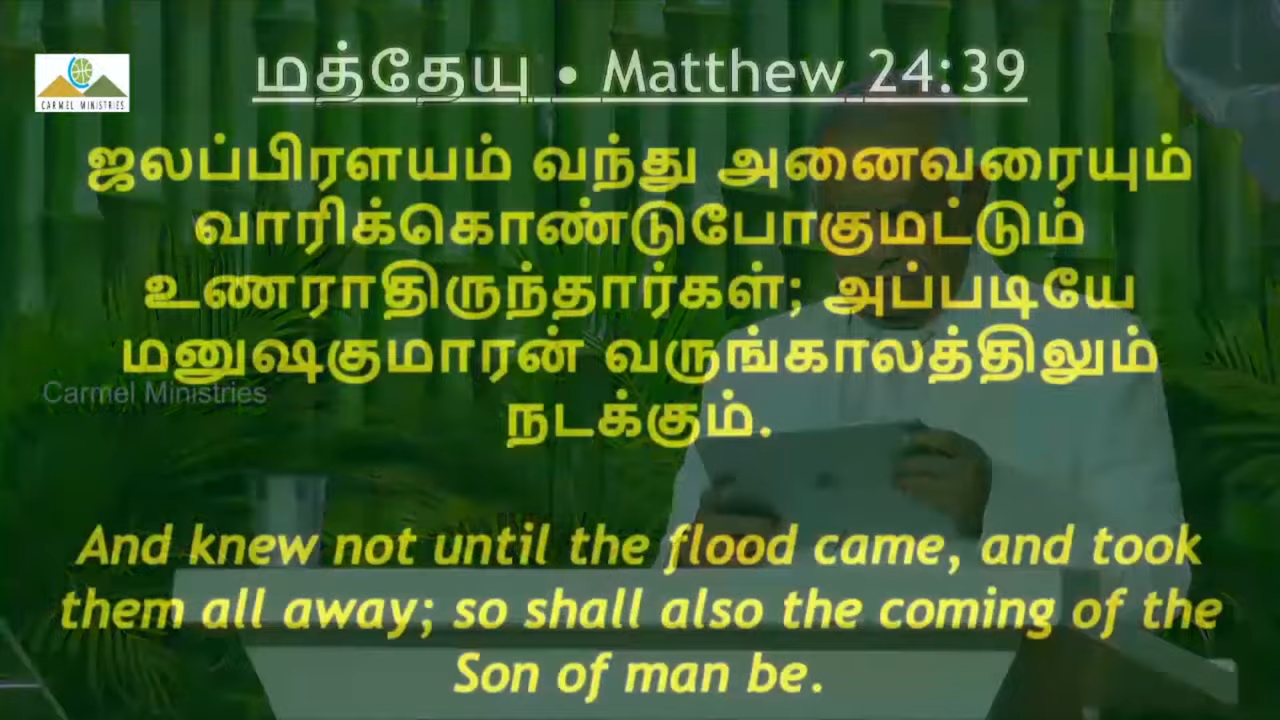 CARMEL MINISTRIES
மத்தேயு • Matthew 24:39
ஜலப்பிரளயம் வந்து அனைவரையும்
வாரிக்கொண்டுபோகுமட்டும்
உணராதிருந்தார்கள்; அப்படியே
மனுஷகுமாரன் வருங்காலத்திலும்
Carmel Ministries
நடக்கும்.
And knew not until the flood came, and took
them all away; so shall also the coming of the
Son of man be.